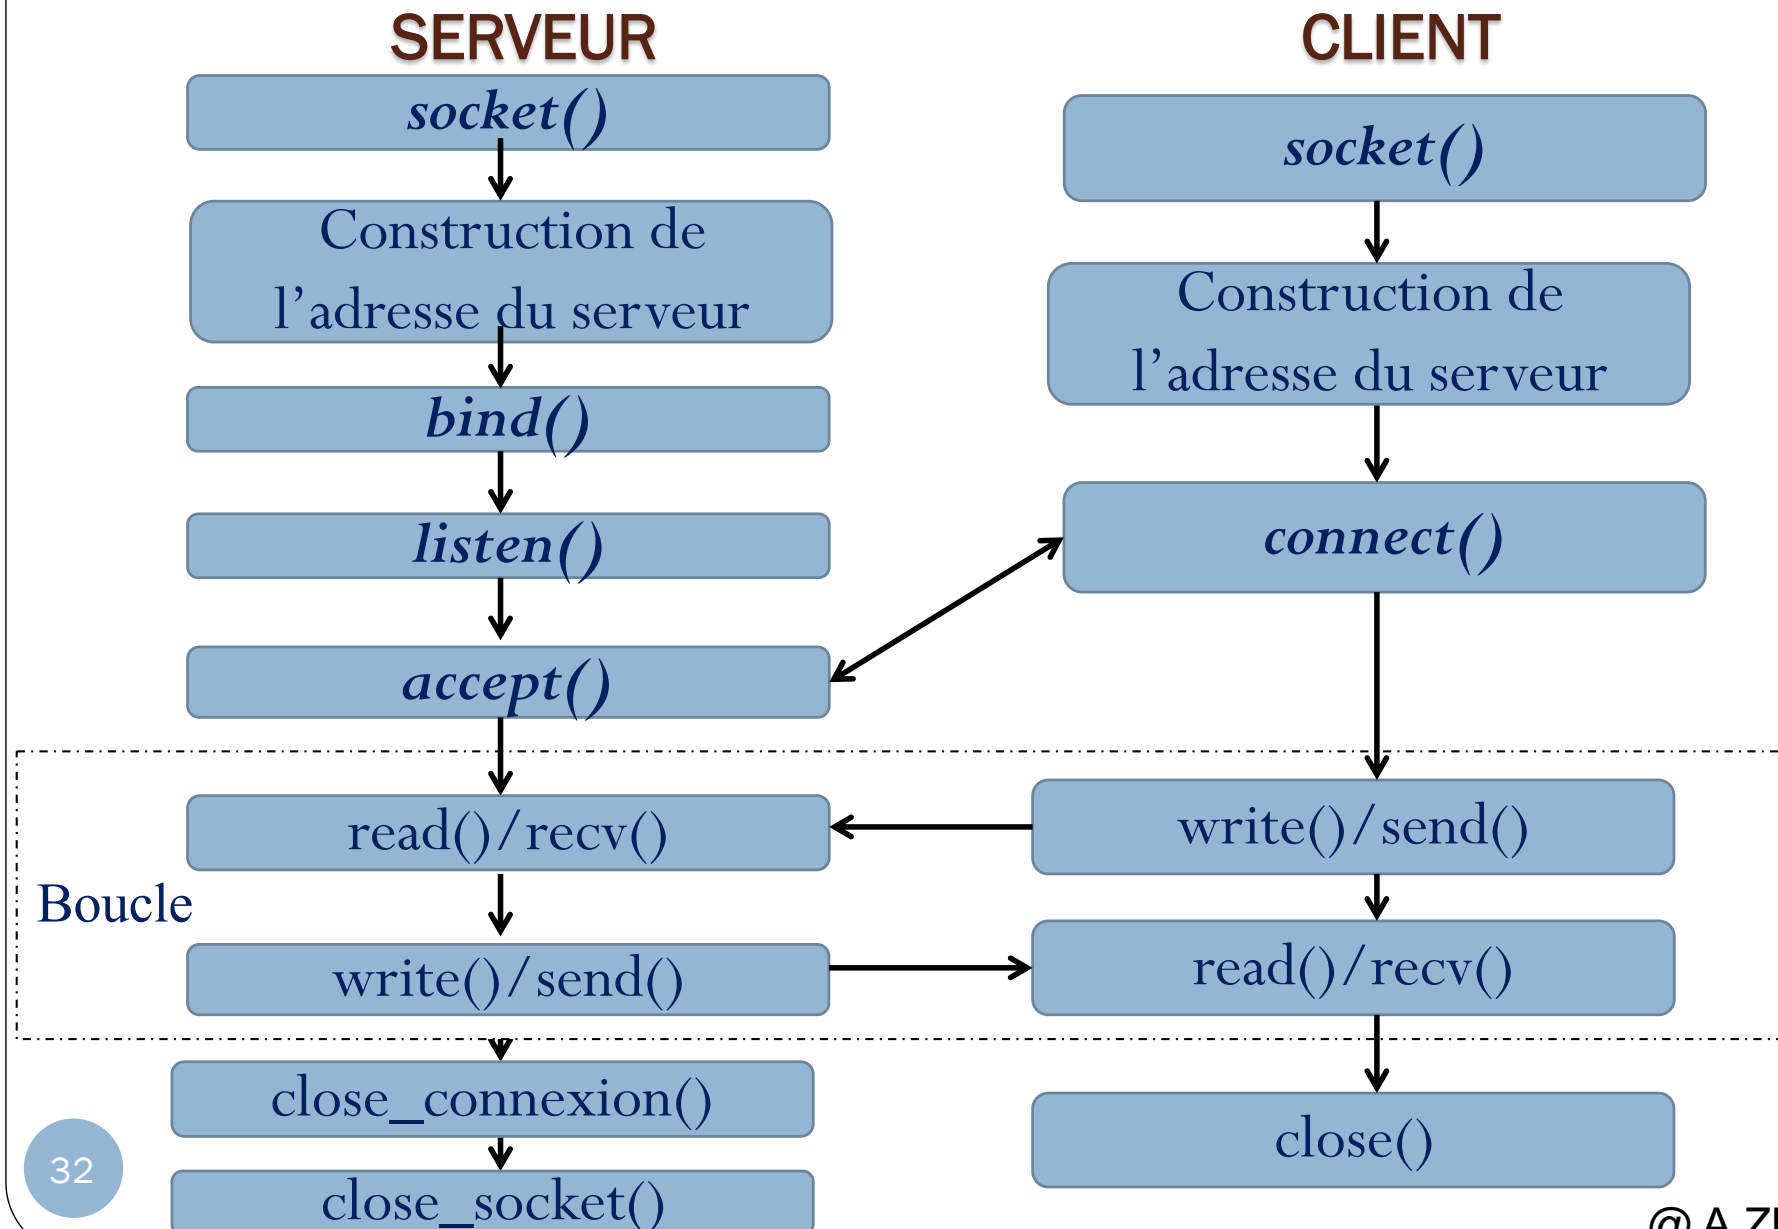 SERVEUR
socket()
Construction de
l'adresse du serveur
bind()
listen()
accept()
read()/recv()
Boucle
write()/send()
close_connexion()
close_socket()
CLIENT
socket()
Construction de
l'adresse du serveur
connect()
write()/send()
read()/recv()
close()
32
@ A